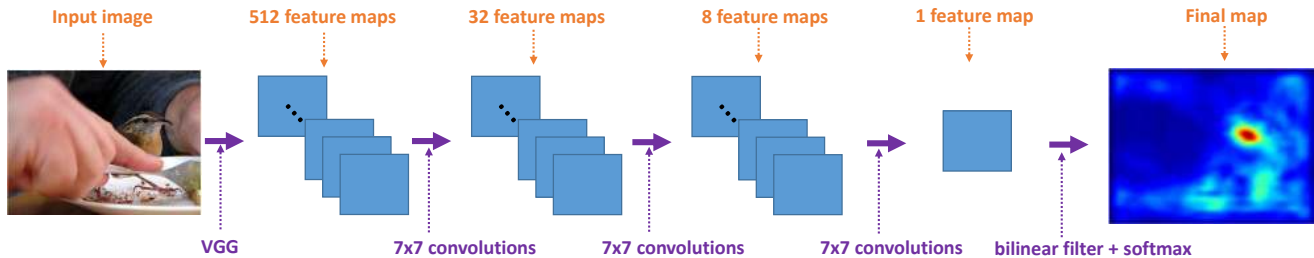 Input image
512 feature maps
32 feature maps
8 feature maps
1 feature map
Final map
VGG
7x7 convolutions
7x7 convolutions
7x7 convolutions
bilinear filter + softmax